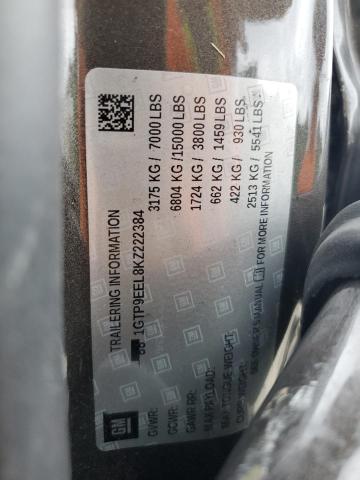 TRAILERING INFORMATION
1GTP9EEL8KZ222384
GM
GVWR: 3175 KG / 7000 LBS
GCWR: 6804 KG / 15000 LBS
GAWR RR: 1724 KG / 3800 LBS
MAX PAYLOAD: 662 KG / 1459 LBS
MAX TONGUE WEIGHT: 422 KG / 930 LBS
CURB WEIGHT: 2513 KG / 5541 LBS
SEE OWNER'S MANUAL FOR MORE INFORMATION